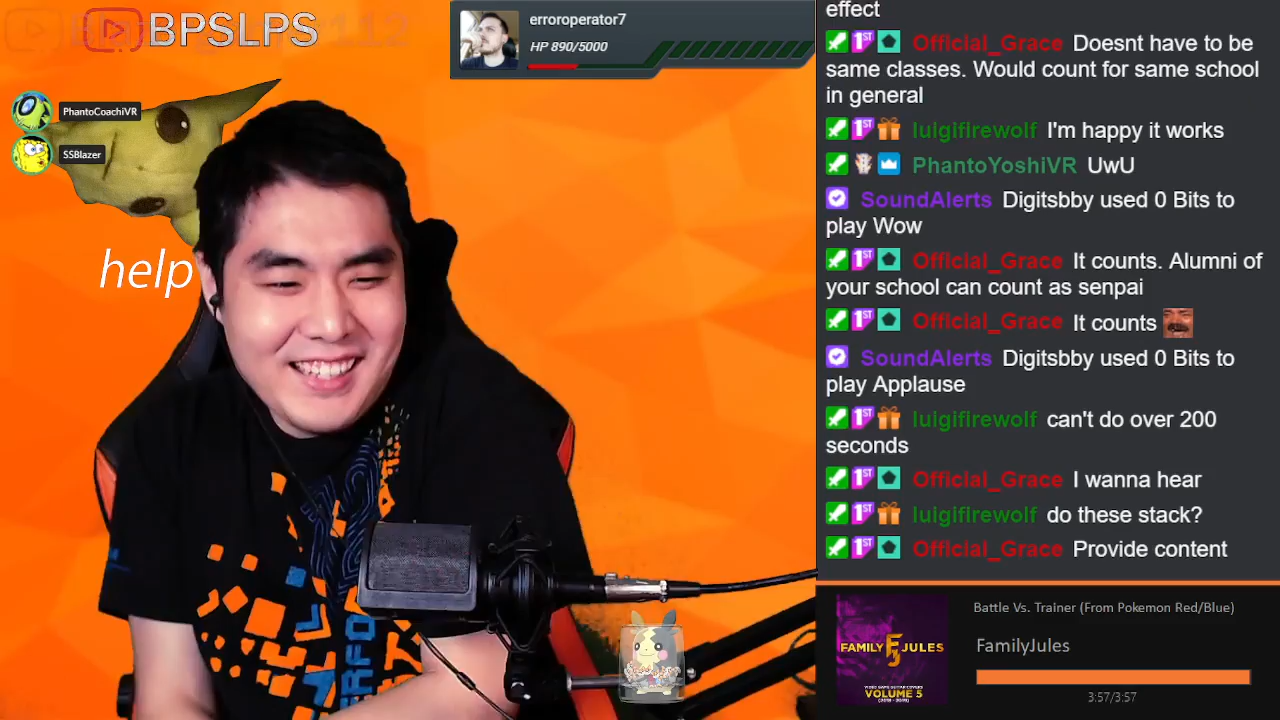 BPSLPS
erroroperator7
HP 890/5000
PhantoCoachiVR
SSBlazer
help
effect
Official_Grace Doesnt have to be
same classes. Would count for same school
in general
luigifirewolf I'm happy it works
PhantoYoshiVR UwU
SoundAlerts Digitsbby used 0 Bits to
play Wow
Official_Grace It counts. Alumni of
your school can count as senpai
Official_Grace It counts
SoundAlerts Digitsbby used 0 Bits to
play Applause
luigifirewolf can't do over 200
seconds
Official_Grace I wanna hear
luigifirewolf do these stack?
Official_Grace Provide content
FAMILY JULES
VIDEO GAME GUITAR COVERS
VOLUME 5
Battle Vs. Trainer (From Pokemon Red/Blue)
FamilyJules
3:57/3:57